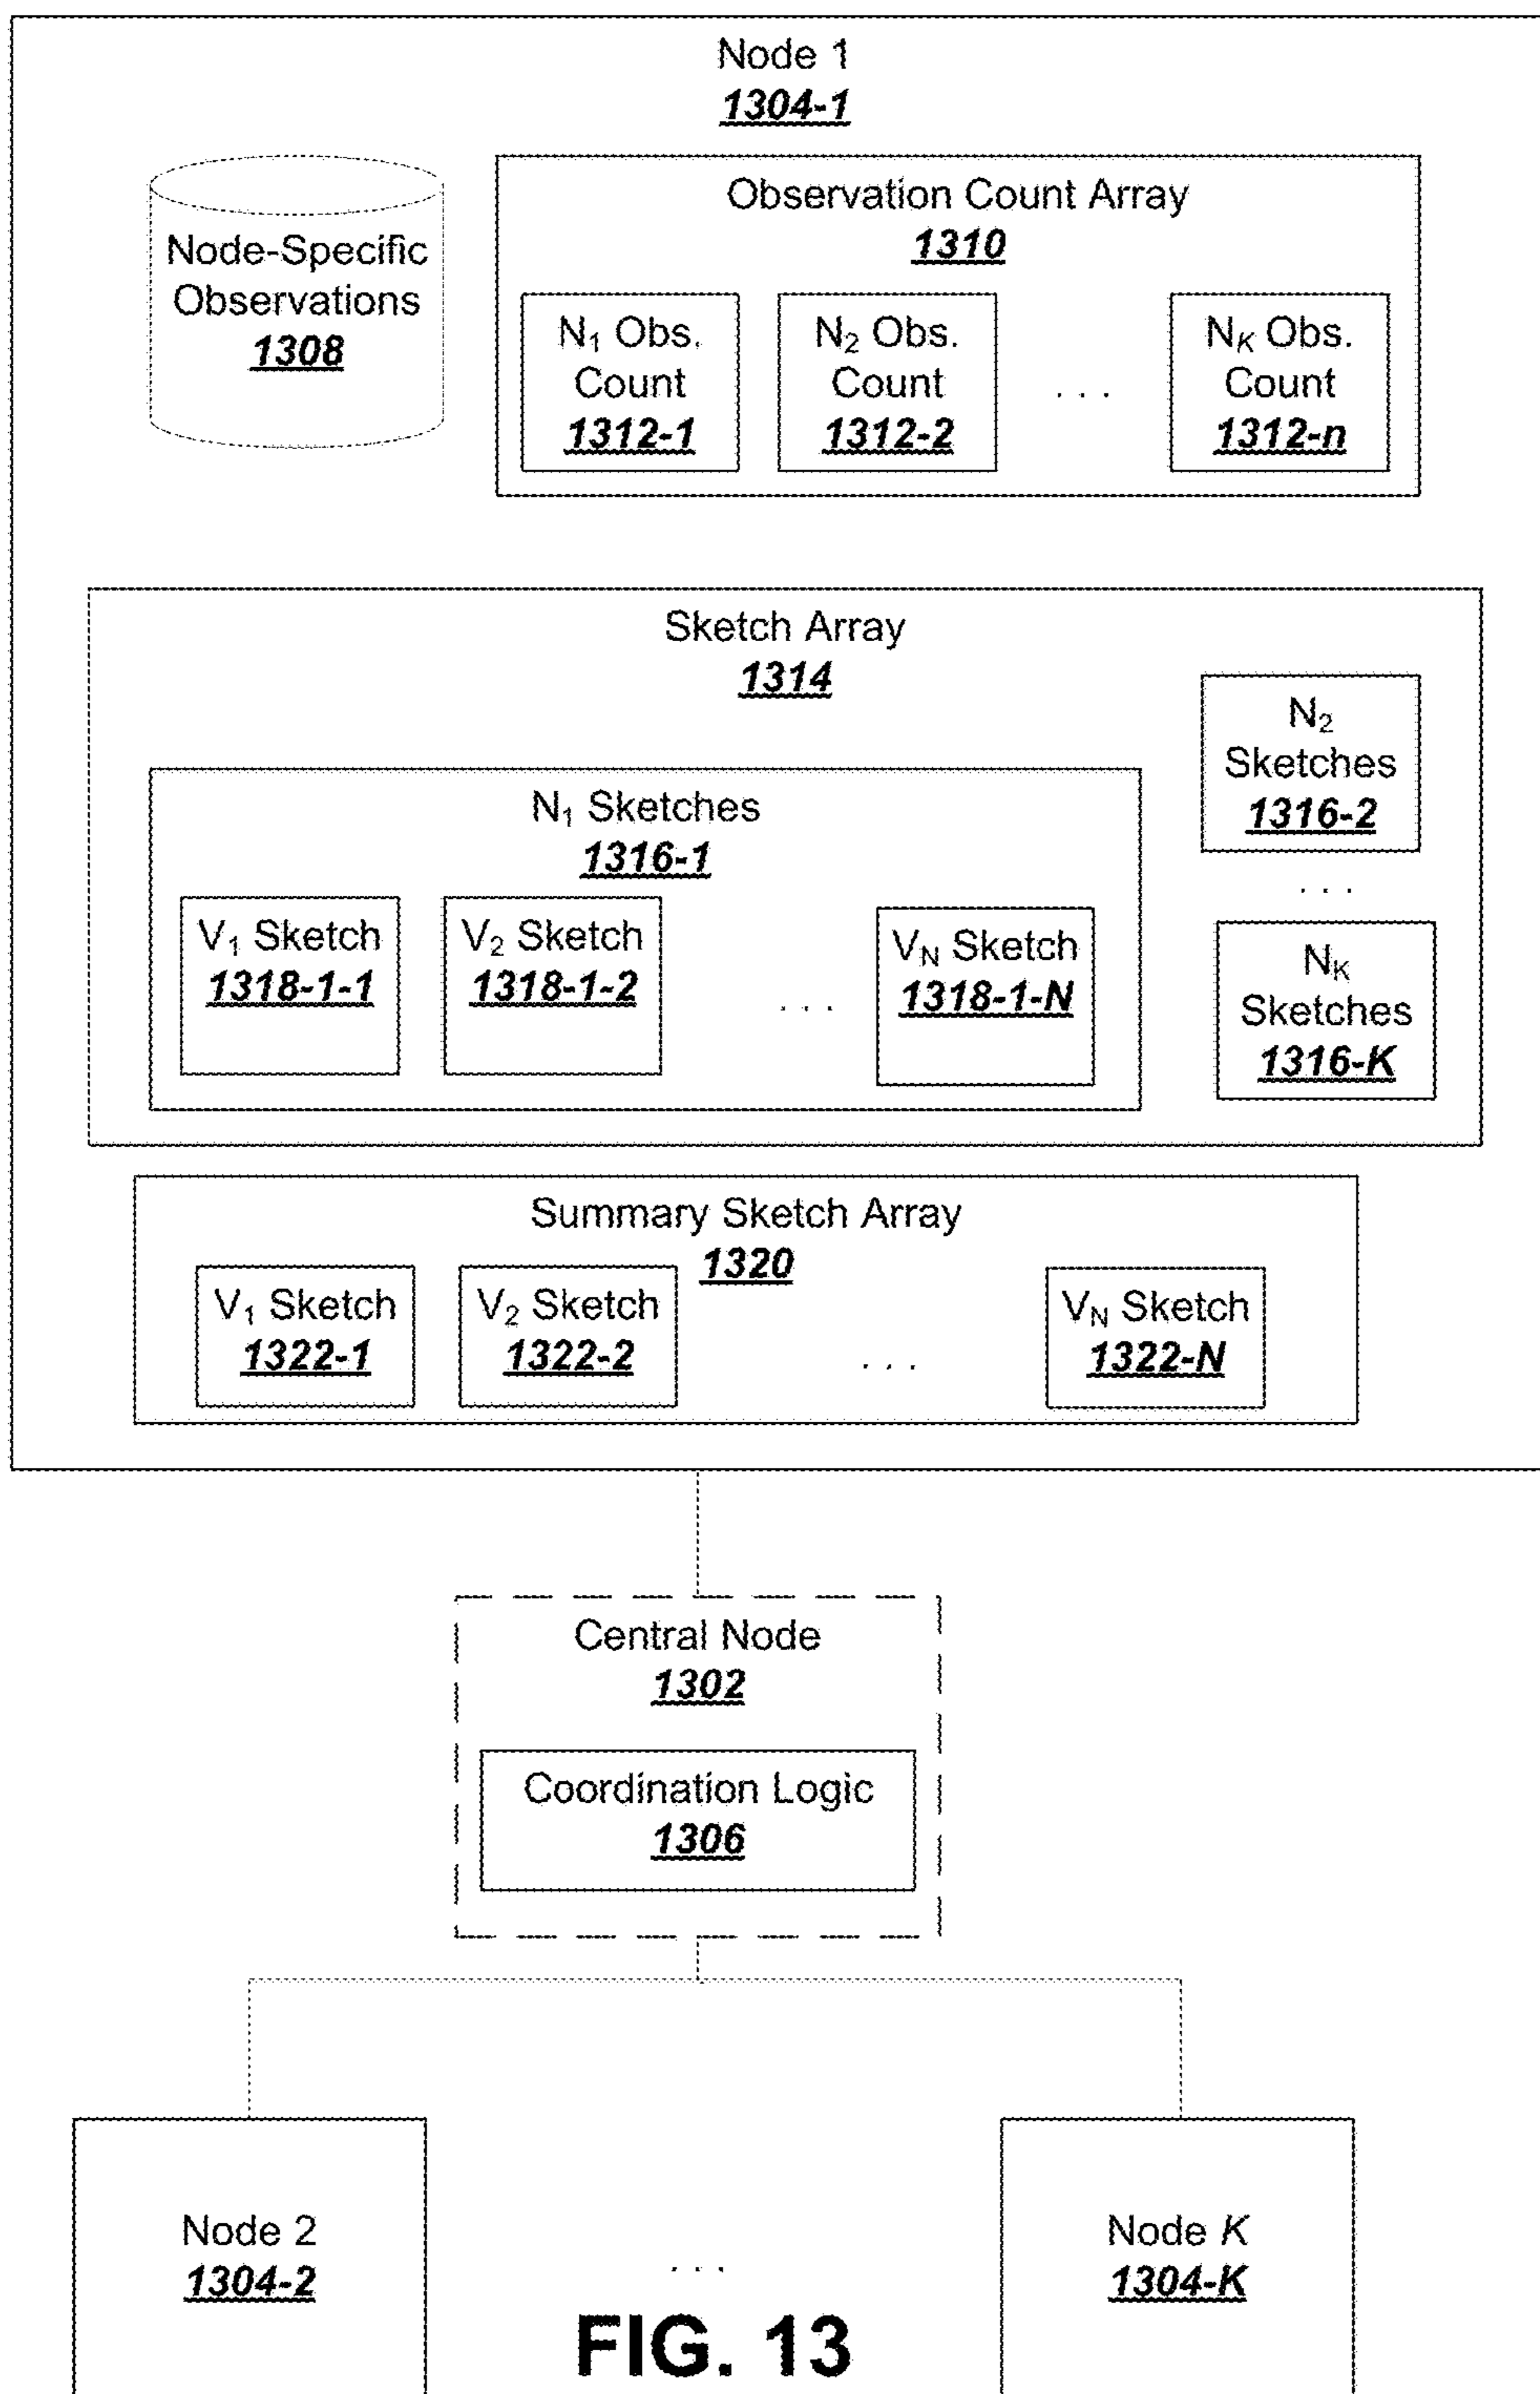 Node 1
1304-1
Node-Specific
Observations
1308
Observation Count Array
1310
N₁ Obs.
Count
1312-1
N₂ Obs.
Count
1312-2
. . .
N_K Obs.
Count
1312-n
Sketch Array
1314
N₁ Sketches
1316-1
V₁ Sketch
1318-1-1
V₂ Sketch
1318-1-2
. . .
V_N Sketch
1318-1-N
N₂
Sketches
1316-2
. . .
N_K
Sketches
1316-K
Summary Sketch Array
1320
V₁ Sketch
1322-1
V₂ Sketch
1322-2
. . .
V_N Sketch
1322-N
Central Node
1302
Coordination Logic
1306
Node 2
1304-2
. . .
Node K
1304-K
FIG. 13